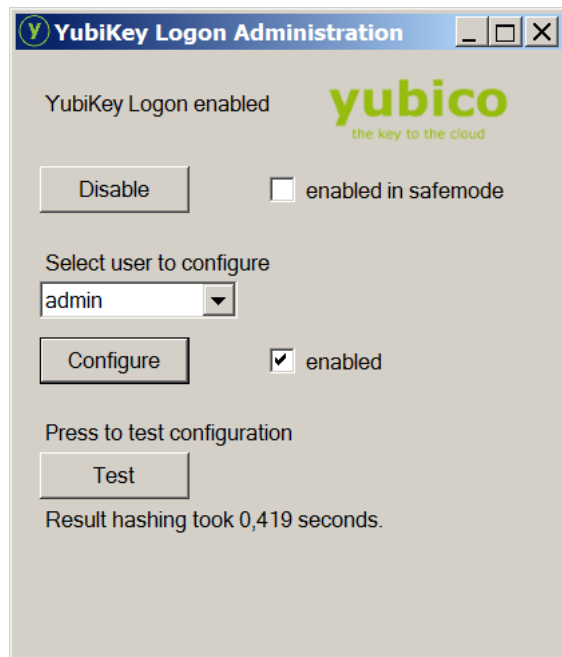 YubiKey Logon Administration
YubiKey Logon enabled
yubico
the key to the cloud
Disable
enabled in safemode
Select user to configure
admin
Configure
enabled
Press to test configuration
Test
Result hashing took 0,419 seconds.